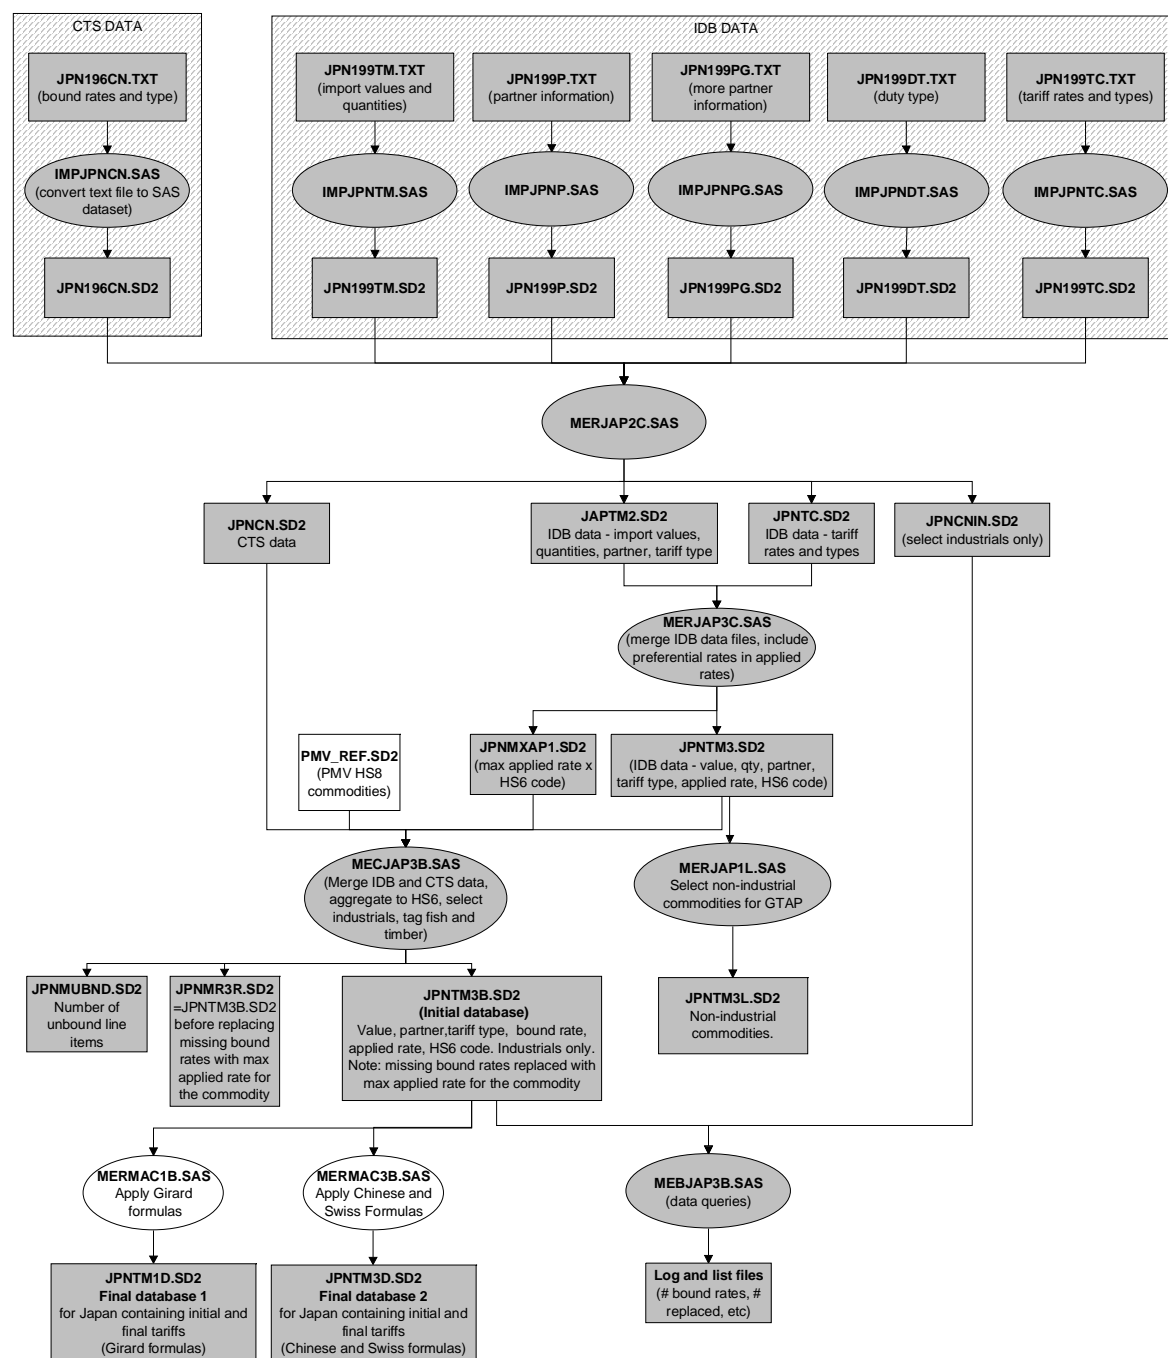 CTS DATA
IDB DATA
JPN196CN.TXT
(bound rates and type)
JPN199TM.TXT
(import values and
quantities)
JPN199P.TXT
(partner information)
JPN199PG.TXT
(more partner
information)
JPN199DT.TXT
(duty type)
JPN199TC.TXT
(tariff rates and types)
IMPJPNCN.SAS
(convert text file to SAS
dataset)
IMPJPNTM.SAS
IMPJPNP.SAS
IMPJPNPG.SAS
IMPJPNDT.SAS
IMPJPNTC.SAS
JPN196CN.SD2
JPN199TM.SD2
JPN199P.SD2
JPN199PG.SD2
JPN199DT.SD2
JPN199TC.SD2
MERJAP2C.SAS
JPNCN.SD2
CTS data
JAPTM2.SD2
IDB data - import values,
quantities, partner, tariff type
JPNTC.SD2
IDB data - tariff
rates and types
JPNCNIN.SD2
(select industrials only)
MERJAP3C.SAS
(merge IDB data files, include
preferential rates in applied
rates)
PMV_REF.SD2
(PMV HS8
commodities)
JPNMXAP1.SD2
(max applied rate x
HS6 code)
JPNTM3.SD2
(IDB data - value, qty, partner,
tariff type, applied rate, HS6 code)
MECJAP3B.SAS
(Merge IDB and CTS data,
aggregate to HS6, select
industrials, tag fish and
timber)
MERJAP1L.SAS
Select non-industrial
commodities for GTAP
JPNMUBND.SD2
Number of
unbound line
items
JPNMR3R.SD2
=JPNTM3B.SD2
before replacing
missing bound
rates with max
applied rate for
the commodity
JPNTM3B.SD2
(Initial database)
Value, partner,tariff type, bound rate,
applied rate, HS6 code. Industrials only.
Note: missing bound rates replaced with
max applied rate for the commodity
JPNTM3L.SD2
Non-industrial
commodities.
MERMAC1B.SAS
Apply Girard
formulas
MERMAC3B.SAS
Apply Chinese and
Swiss Formulas
MEBJAP3B.SAS
(data queries)
JPNTM1D.SD2
Final database 1
for Japan containing initial and
final tariffs
(Girard formulas)
JPNTM3D.SD2
Final database 2
for Japan containing initial and
final tariffs
(Chinese and Swiss formulas)
Log and list files
(# bound rates, #
replaced, etc)